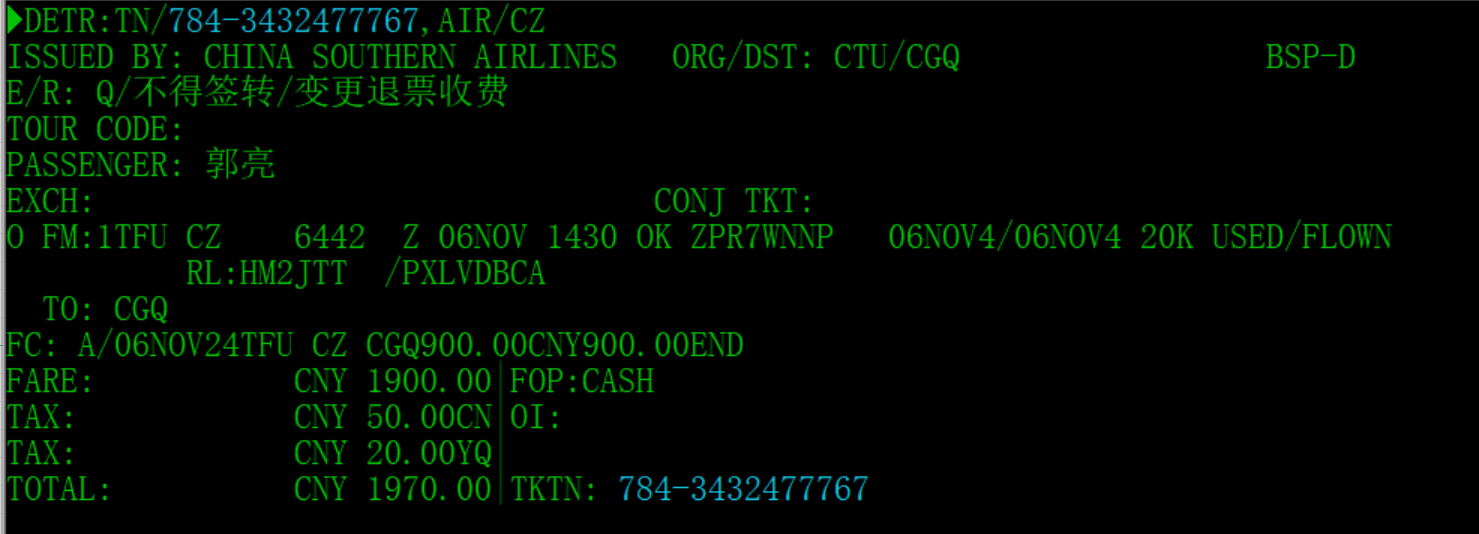 ▶DETR:TN/784-3432477767,AIR/CZ
ISSUED BY: CHINA SOUTHERN AIRLINES   ORG/DST: CTU/CGQ                 BSP-D
E/R: Q/不得签转/变更退票收费
TOUR CODE:
PASSENGER: 郭亮
EXCH:                               CONJ TKT:
O FM:1TFU CZ    6442  Z 06NOV 1430 OK ZPR7WNNP   06NOV4/06NOV4 20K USED/FLOWN
          RL:HM2JTT  /PXLVDBCA
  TO: CGQ
FC: A/06NOV24TFU CZ CGQ900.00CNY900.00END
FARE:           CNY 1900.00 FOP:CASH
TAX:            CNY 50.00CN OI:
TAX:            CNY 20.00YQ
TOTAL:          CNY 1970.00 TKTN: 784-3432477767